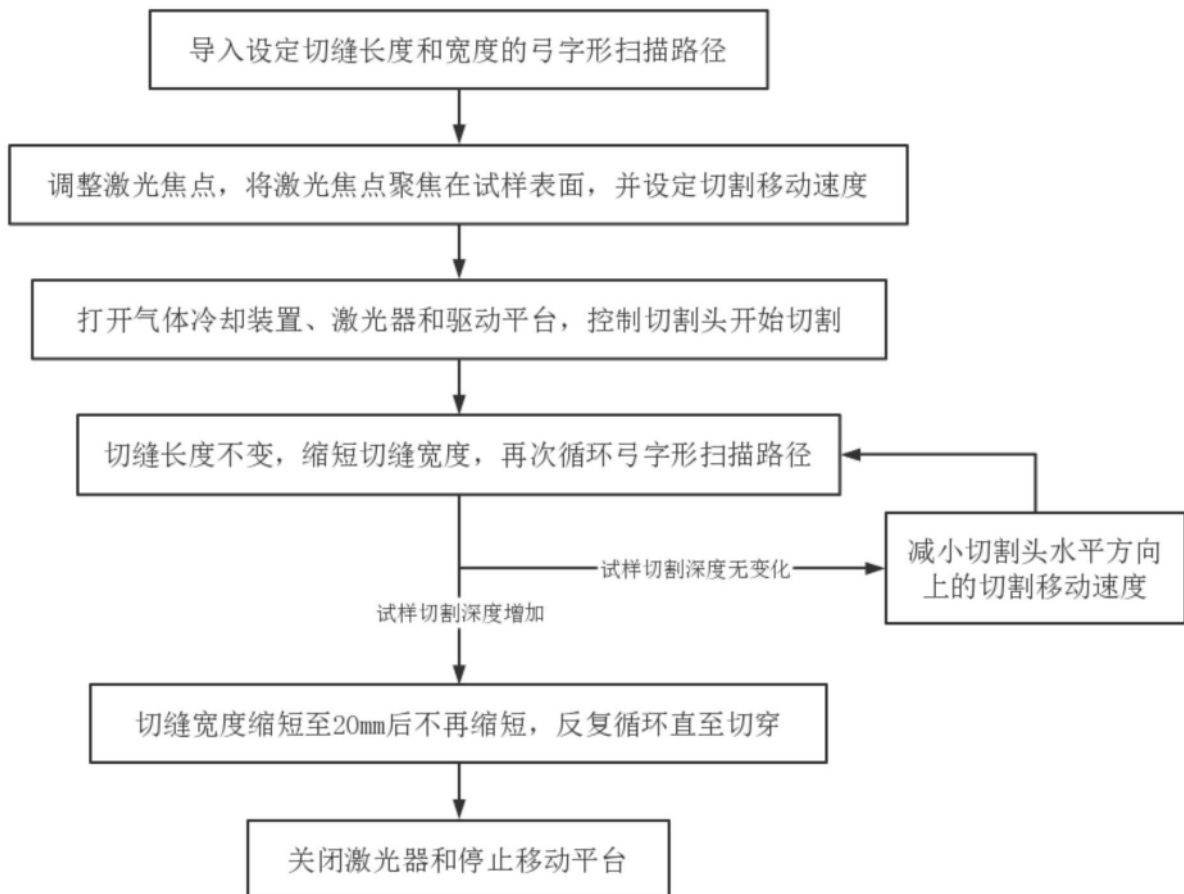 导入设定切缝长度和宽度的弓字形扫描路径
调整激光焦点，将激光焦点聚焦在试样表面，并设定切割移动速度
打开气体冷却装置、激光器和驱动平台，控制切割头开始切割
切缝长度不变，缩短切缝宽度，再次循环弓字形扫描路径
试样切割深度无变化
减小切割头水平方向
上的切割移动速度
试样切割深度增加
切缝宽度缩短至20mm后不再缩短，反复循环直至切穿
关闭激光器和停止移动平台